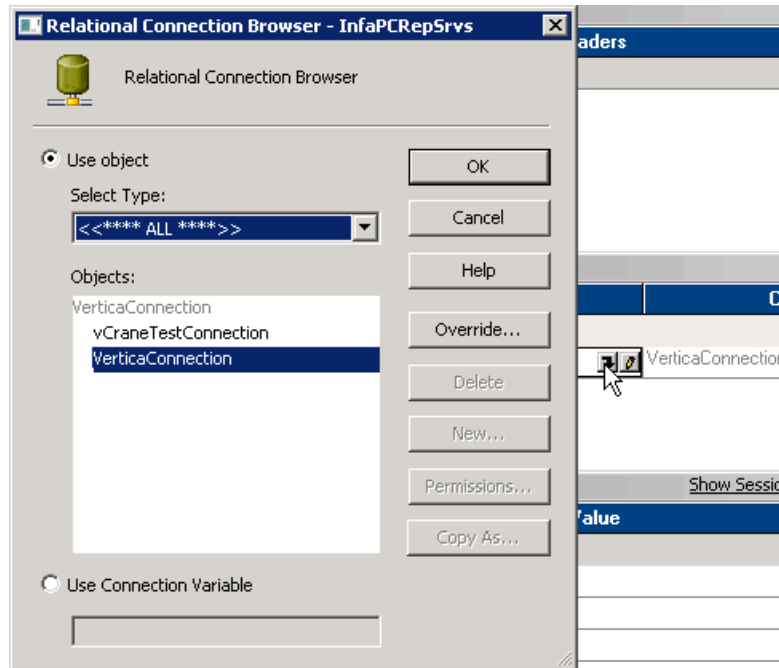 Relational Connection Browser - InfaPCRepSrvs
aders
Relational Connection Browser
Use object
OK
Select Type:
<<**** ALL ****>>
Cancel
Objects:
Help
VerticaConnection
vCraneTestConnection
VerticaConnection
Override...
Delete
New...
Permissions...
Copy As...
Use Connection Variable
C
VerticaConnection
Show Sessio
Value